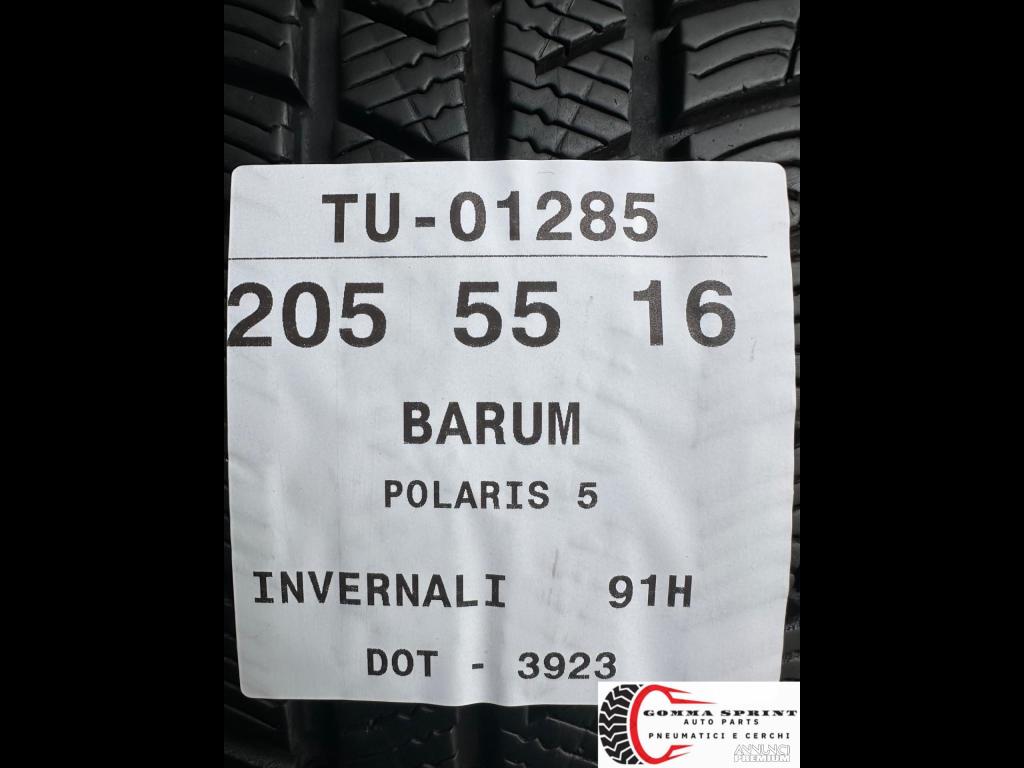 TU-01285
205 55 16
BARUM
POLARIS 5
INVERNALI 91H
DOT - 3923
GOMMA SPRINT
AUTO PARTS
PNEUMATICI E CERCHI
ANNUNCI
PREMIUM